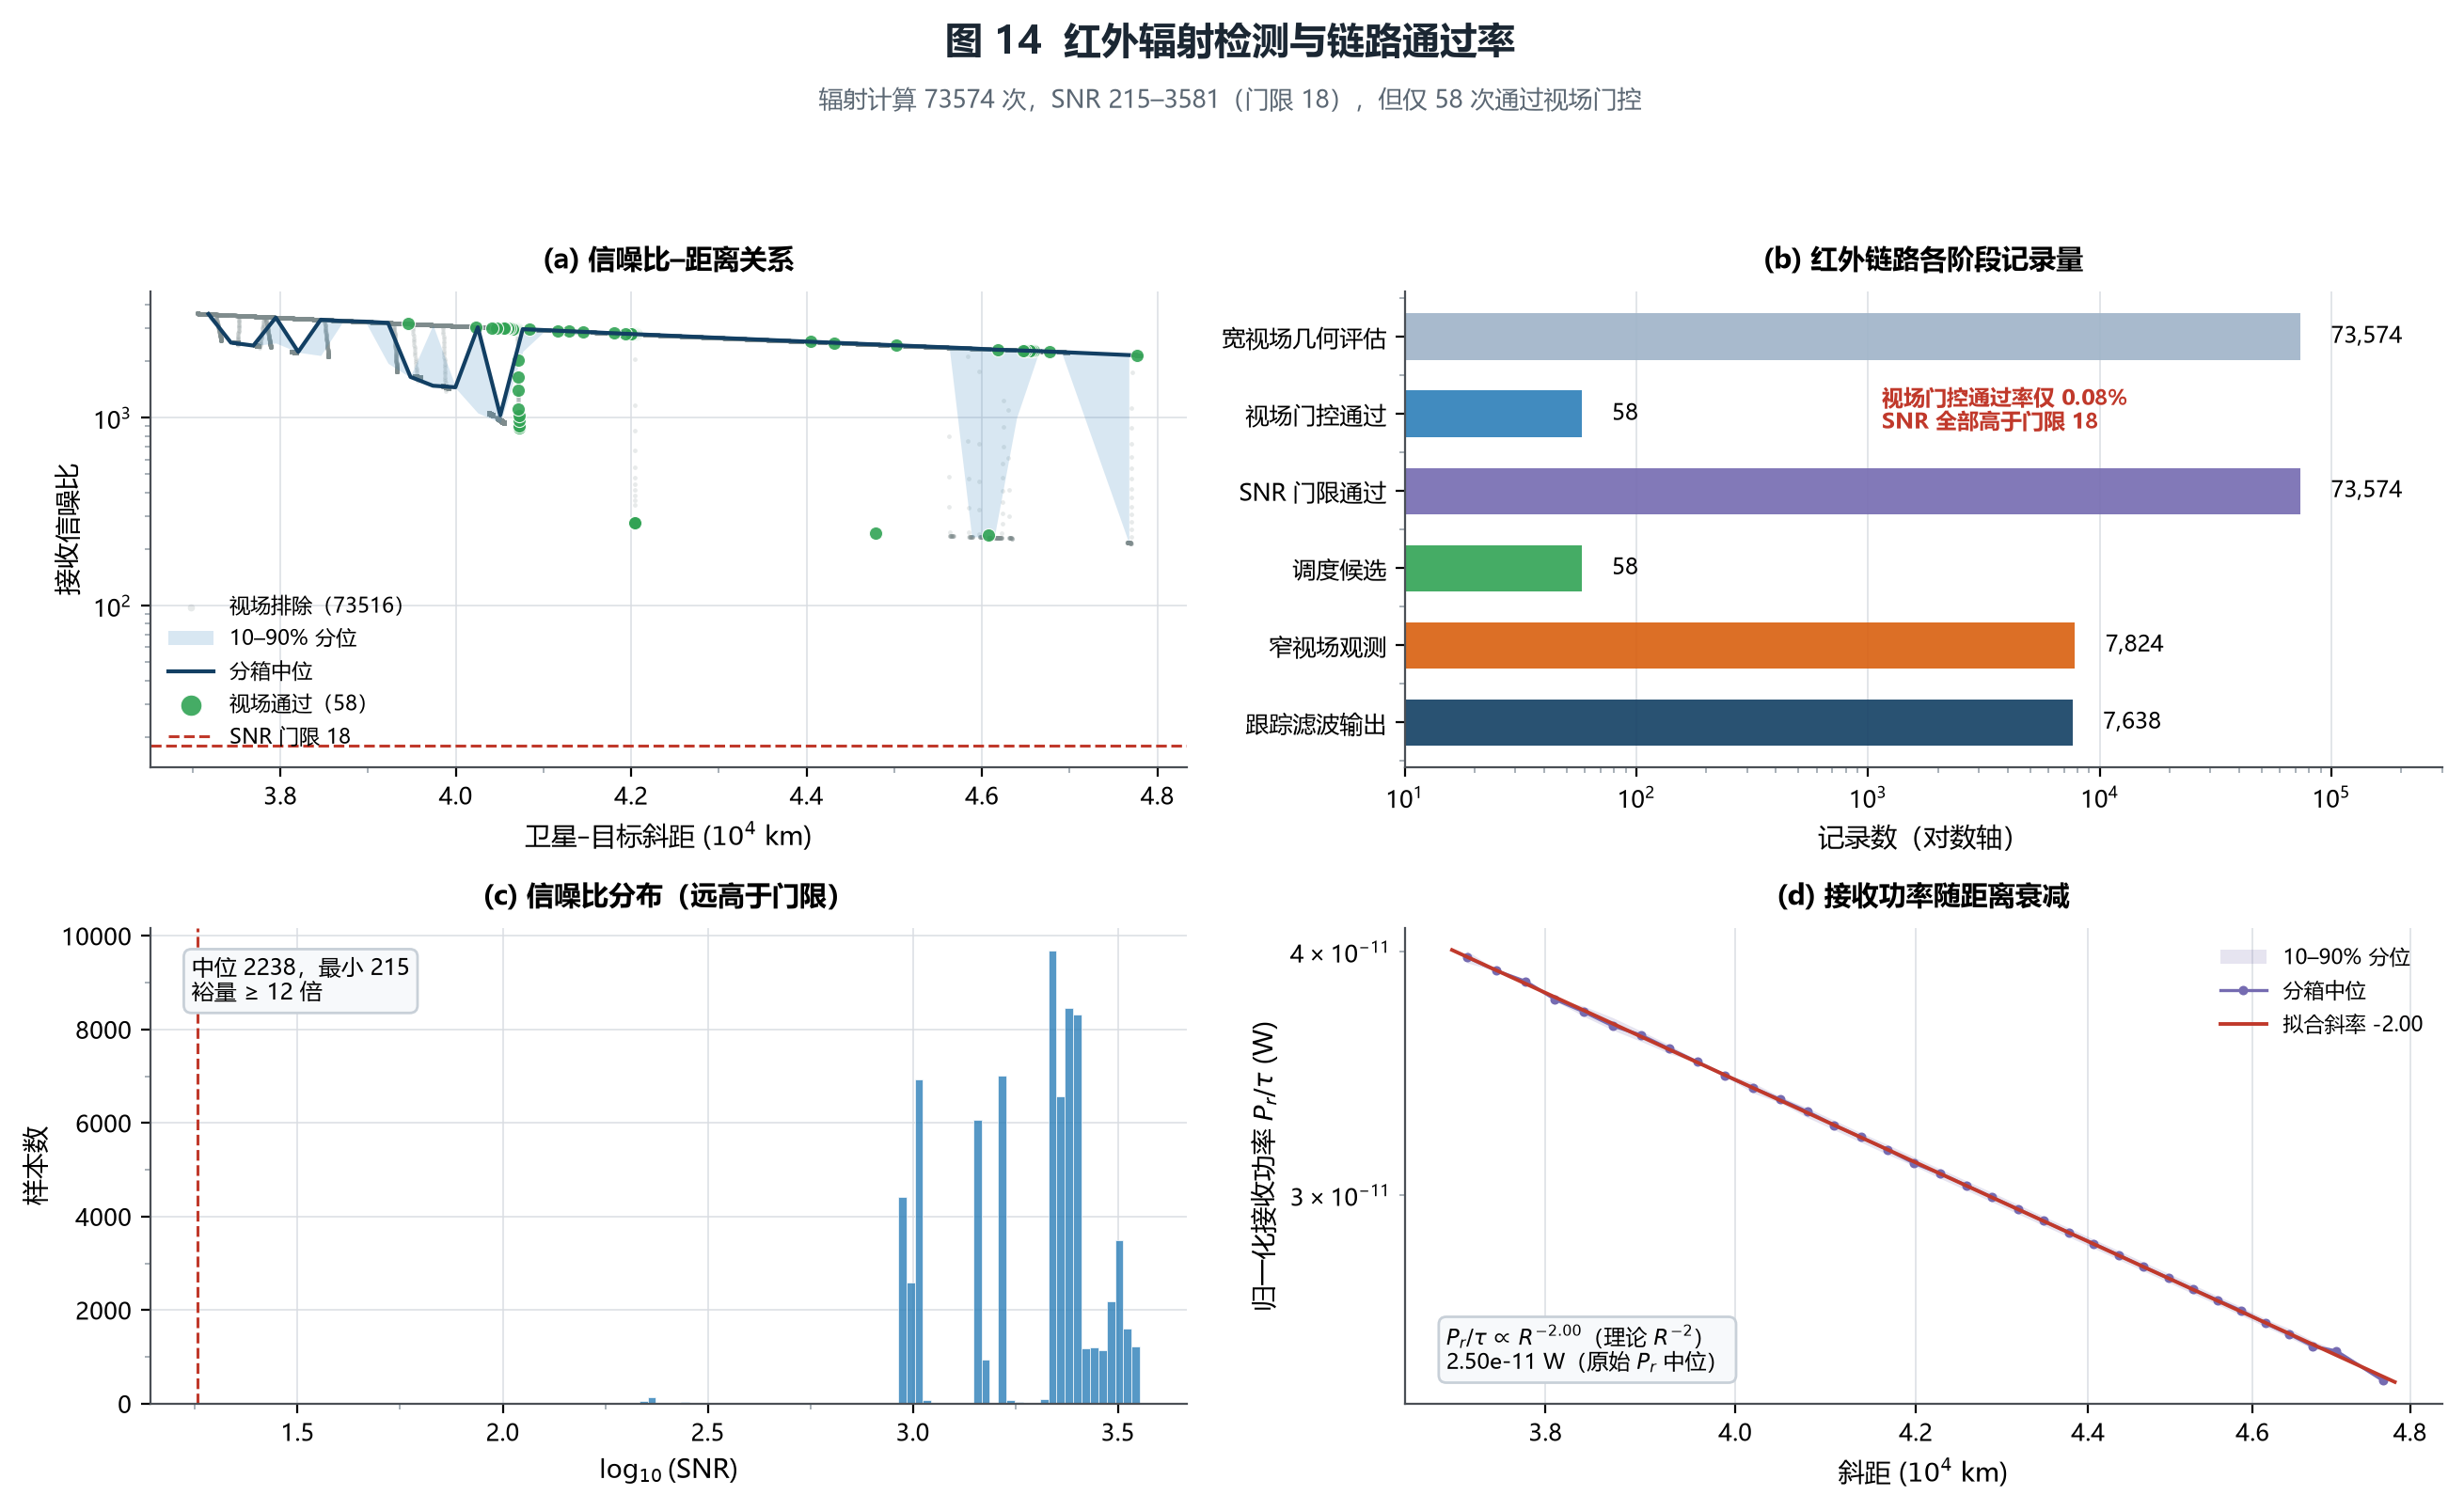 图 14 红外辐射检测与链路通过率
辐射计算 73574 次，SNR 215–3581（门限 18），但仅 58 次通过视场门控
(a) 信噪比–距离关系
接收信噪比
10³
10²
视场排除（73516）
10–90% 分位
分箱中位
视场通过（58）
SNR 门限 18
3.8 4.0 4.2 4.4 4.6 4.8
卫星–目标斜距 (10⁴ km)
(b) 红外链路各阶段记录量
宽视场几何评估 73,574
视场门控通过 58
视场门控通过率仅 0.08%
SNR 全部高于门限 18
SNR 门限通过 73,574
调度候选 58
窄视场观测 7,824
跟踪滤波输出 7,638
10¹ 10² 10³ 10⁴ 10⁵
记录数（对数轴）
(c) 信噪比分布（远高于门限）
样本数
10000
8000
6000
4000
2000
0
中位 2238，最小 215
裕量 ≥ 12 倍
1.5 2.0 2.5 3.0 3.5
log₁₀ (SNR)
(d) 接收功率随距离衰减
归一化接收功率 Pᵣ/τ (W)
4 × 10⁻¹¹
3 × 10⁻¹¹
10–90% 分位
分箱中位
拟合斜率 -2.00
Pᵣ/τ ∝ R⁻²·⁰⁰（理论 R⁻²）
2.50e-11 W（原始 Pᵣ 中位）
3.8 4.0 4.2 4.4 4.6 4.8
斜距 (10⁴ km)